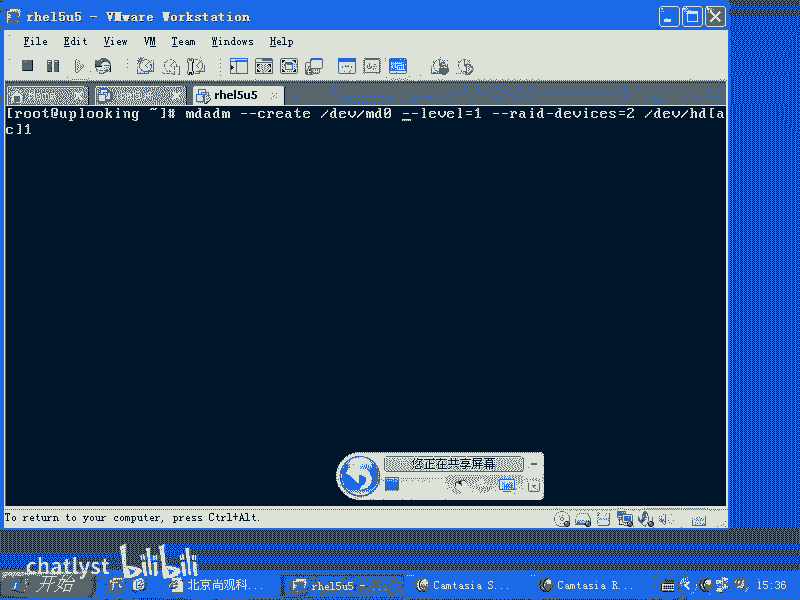 rhel5u5 - VMware Workstation
File Edit View VM Team Windows Help
Home rhel5u5
[root@uplooking ~]# mdadm --create /dev/md0 --level=1 --raid-devices=2 /dev/hd[a
c]1
您正在共享屏幕
To return to your computer, press Ctrl+Alt.
chatlyst bilibili
开始 北京尚观科... rhel5u5 - ... Camtasia S... Camtasia R... 15:36